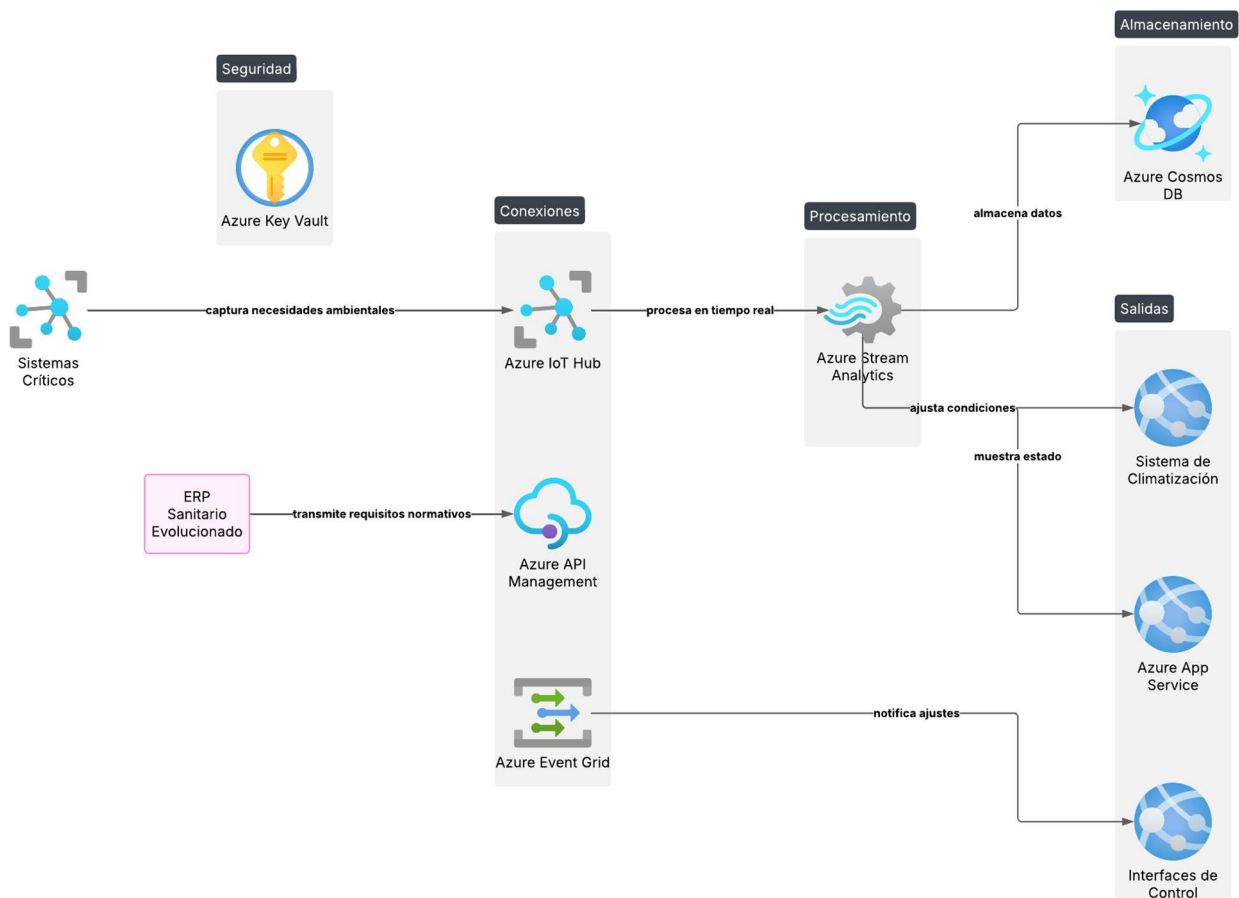 Almacenamiento
Seguridad
Azure Key Vault
Azure Cosmos
DB
Conexiones
Procesamiento
almacena datos
captura necesidades ambientales
procesa en tiempo real
Salidas
Sistemas
Críticos
Azure IoT Hub
Azure Stream
Analytics
ajusta condiciones
muestra estado
Sistema de
Climatización
ERP
Sanitario
Evolucionado
transmite requisitos normativos
Azure API
Management
Azure App
Service
notifica ajustes
Azure Event Grid
Interfaces de
Control